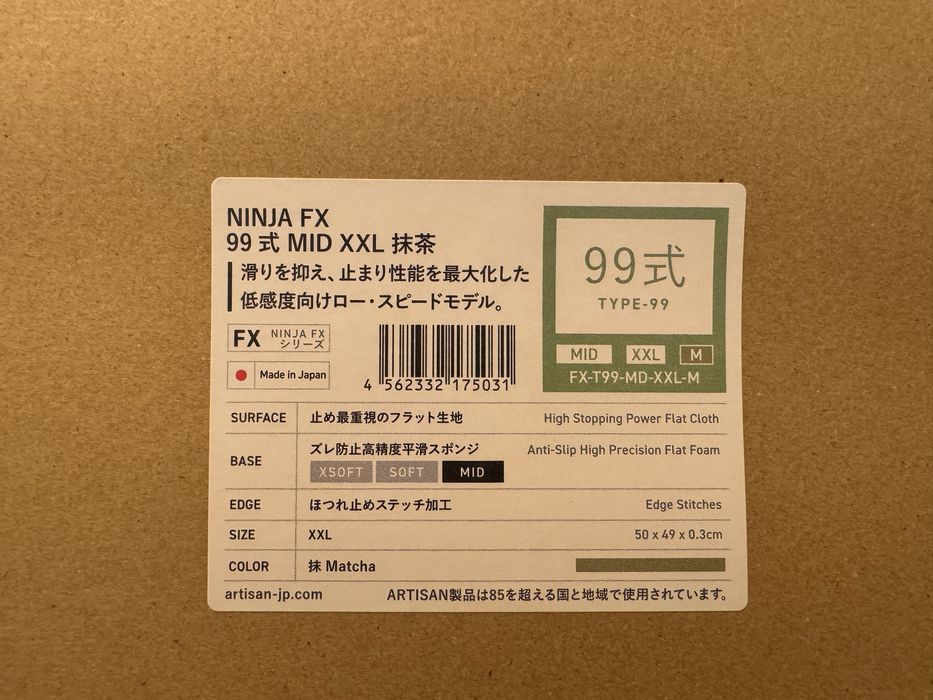 NINJA FX
99 式 MID XXL 抹茶
滑りを抑え、止まり性能を最大化した
低感度向けロー・スピードモデル。
FX NINJA FX
シリーズ
Made in Japan
4 562332 175031
99式
TYPE-99
MID XXL M
FX-T99-MD-XXL-M
SURFACE 止め最重視のフラット生地 High Stopping Power Flat Cloth
BASE ズレ防止高精度平滑スポンジ Anti-Slip High Precision Flat Foam
XSOFT SOFT MID
EDGE ほつれ止めステッチ加工 Edge Stitches
SIZE XXL 50 x 49 x 0.3cm
COLOR 抹 Matcha
artisan-jp.com ARTISAN製品は85を超える国と地域で使用されています。